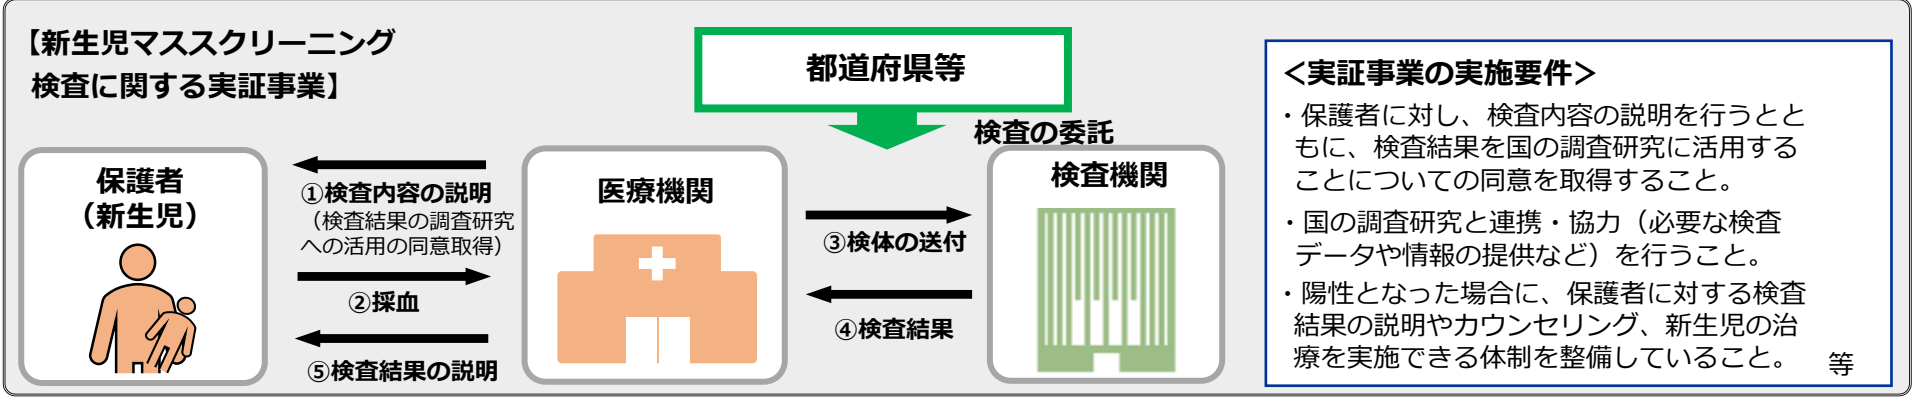 【新生児マススクリーニング
検査に関する実証事業】
都道府県等
検査の委託
保護者
（新生児）
①検査内容の説明
（検査結果の調査研究
への活用の同意取得）
②採血
⑤検査結果の説明
医療機関
③検体の送付
④検査結果
検査機関
＜実証事業の実施要件＞
・保護者に対し、検査内容の説明を行うとと
もに、検査結果を国の調査研究に活用する
ことについての同意を取得すること。
・国の調査研究と連携・協力（必要な検査
データや情報の提供など）を行うこと。
・陽性となった場合に、保護者に対する検査
結果の説明やカウンセリング、新生児の治
療を実施できる体制を整備していること。
等